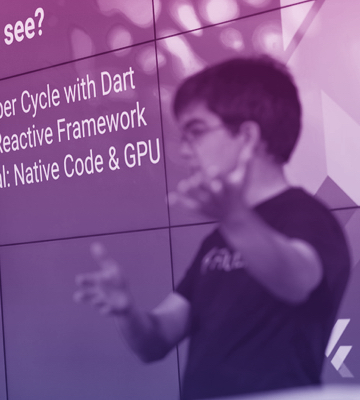 see?
per Cycle with Dart
Reactive Framework
al: Native Code & GPU